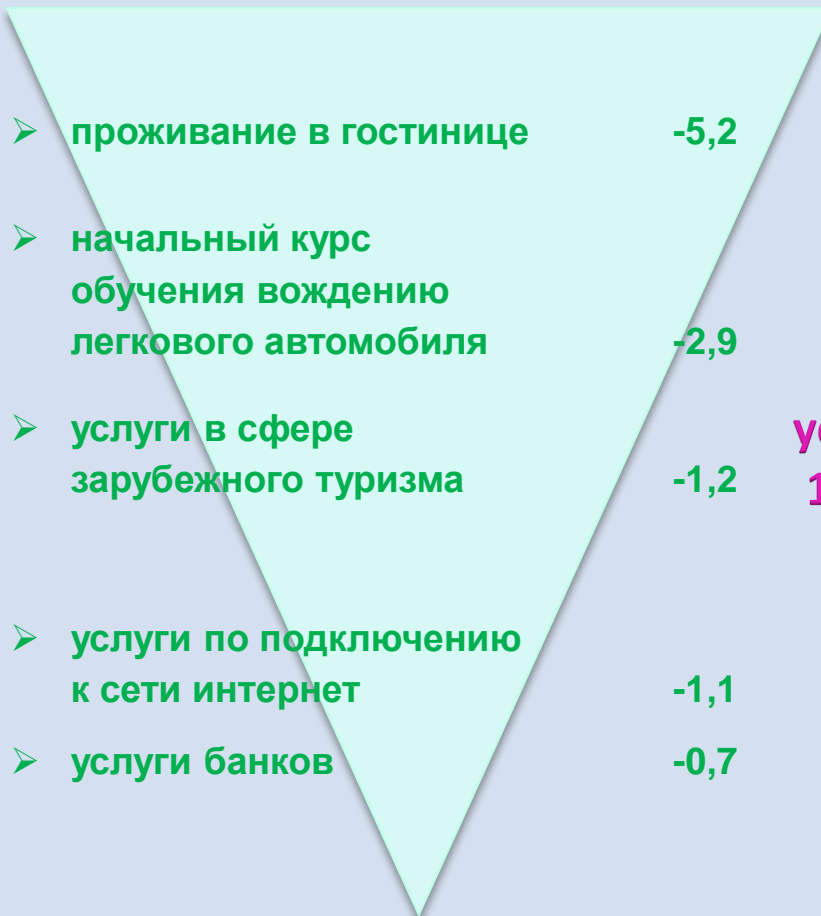 ➢ проживание в гостинице -5,2
➢ начальный курс
обучения вождению
легкового автомобиля -2,9
➢ услуги в сфере
зарубежного туризма -1,2
➢ услуги по подключению
к сети интернет -1,1
➢ услуги банков -0,7